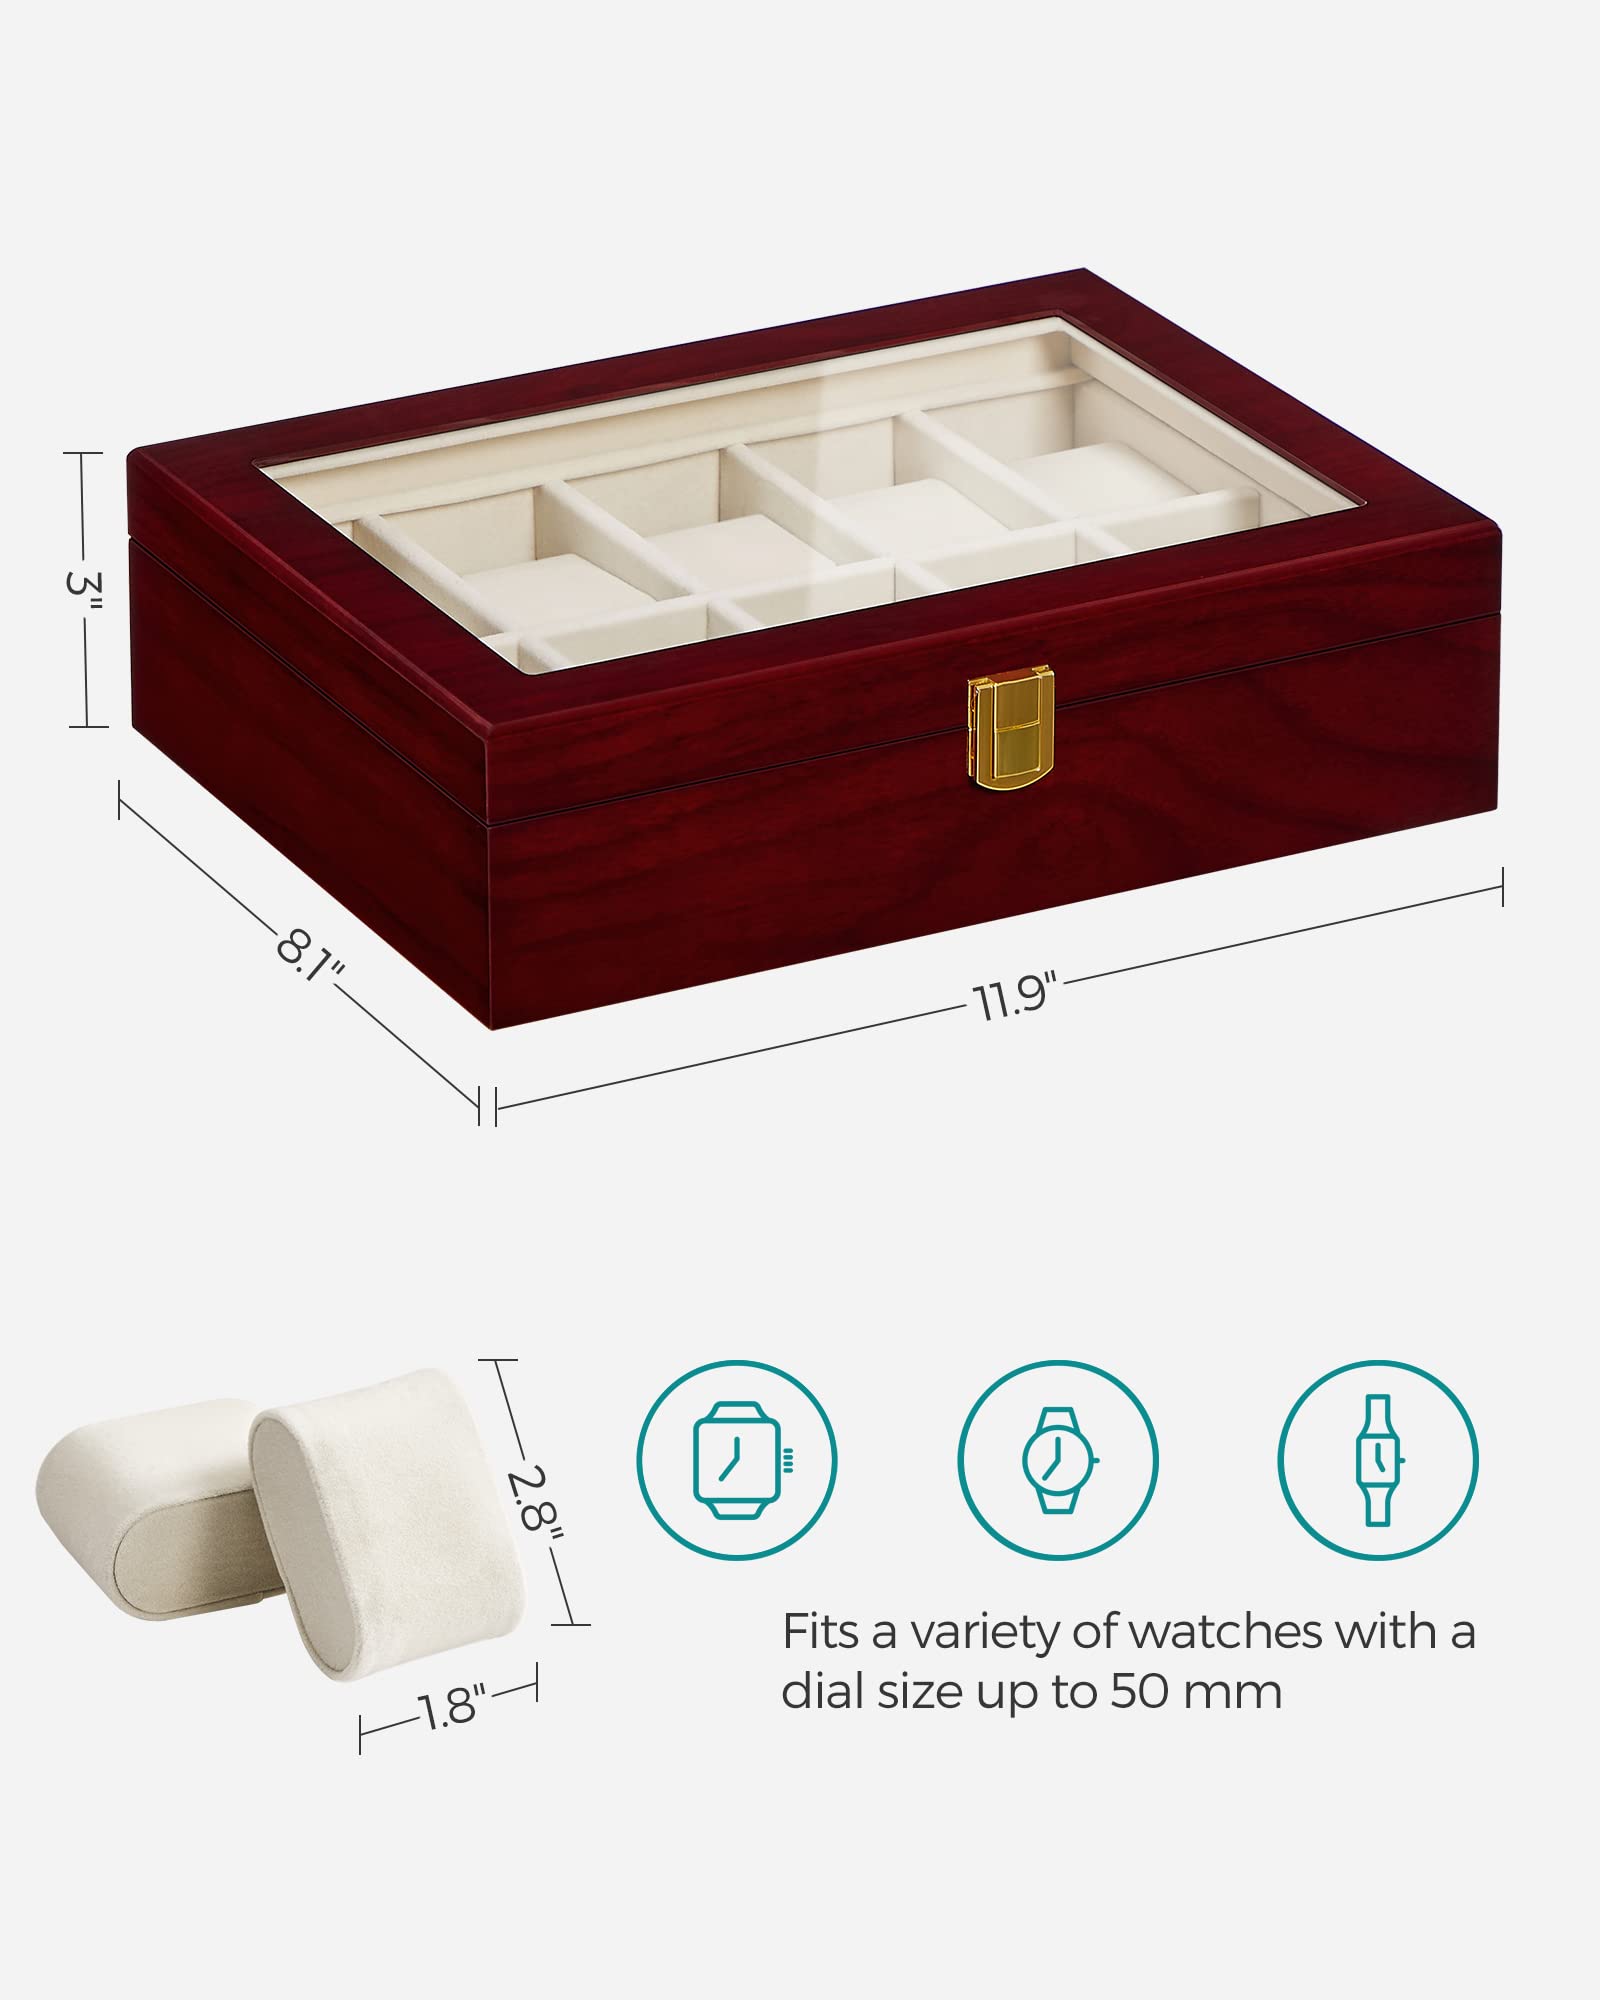 3"
8.1"
11.9"
2.8"
1.8"
Fits a variety of watches with a
dial size up to 50 mm